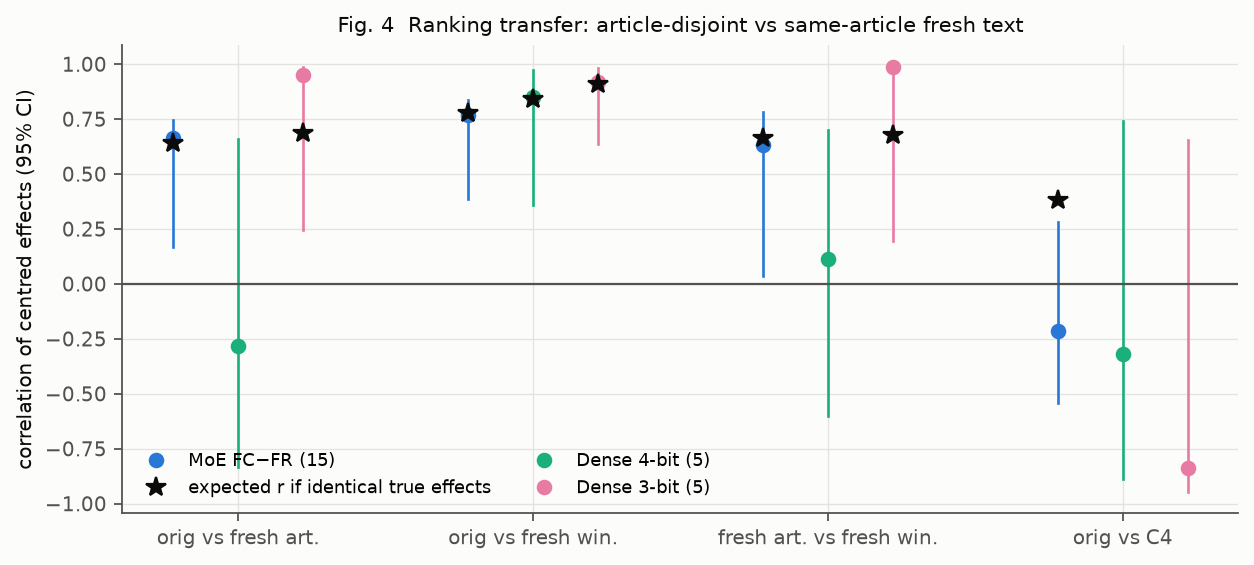 Fig. 4  Ranking transfer: article-disjoint vs same-article fresh text
correlation of centred effects (95% CI)
1.00
0.75
0.50
0.25
0.00
−0.25
−0.50
−0.75
−1.00
MoE FC−FR (15)
expected r if identical true effects
Dense 4-bit (5)
Dense 3-bit (5)
orig vs fresh art.
orig vs fresh win.
fresh art. vs fresh win.
orig vs C4